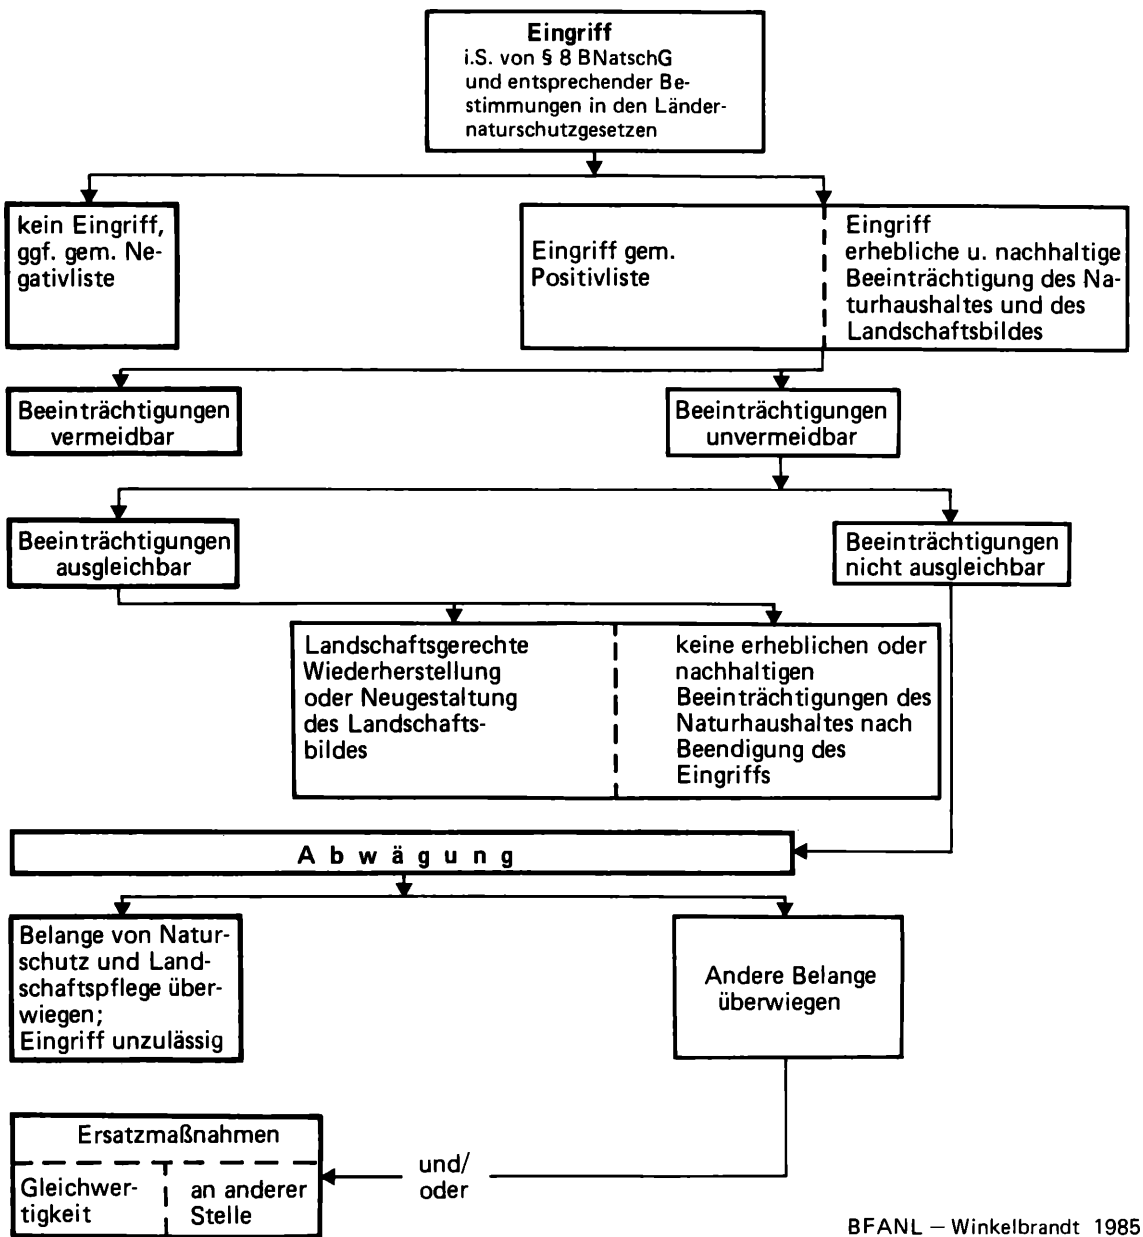 Eingriff
i.S. von § 8 BNatschG
und entsprechender Be-
stimmungen in den Länder-
naturschutzgesetzen
kein Eingriff,
ggf. gem. Ne-
gativliste
Eingriff gem.
Positivliste
Eingriff
erhebliche u. nachhaltige
Beeinträchtigung des Na-
turhaushaltes und des
Landschaftsbildes
Beeinträchtigungen
vermeidbar
Beeinträchtigungen
unvermeidbar
Beeinträchtigungen
ausgleichbar
Beeinträchtigungen
nicht ausgleichbar
Landschaftsgerechte
Wiederherstellung
oder Neugestaltung
des Landschafts-
bildes
keine erheblichen oder
nachhaltigen
Beeinträchtigungen des
Naturhaushaltes nach
Beendigung des
Eingriffs
A b w ä g u n g
Belange von Natur-
schutz und Land-
schaftspflege über-
wiegen;
Eingriff unzulässig
Andere Belange
überwiegen
Ersatzmaßnahmen
Gleichwer-
tigkeit
an anderer
Stelle
und/
oder
BFANL – Winkelbrandt 1985